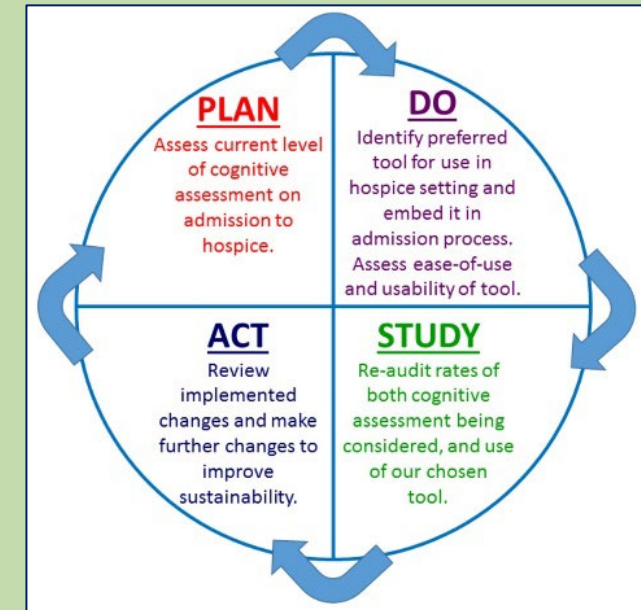 PLAN
Assess current level
of cognitive
assessment on
admission to
hospice.
DO
Identify preferred
tool for use in
hospice setting and
embed it in
admission process.
Assess ease-of-use
and usability of tool.
ACT
Review
implemented
changes and make
further changes to
improve
sustainability.
STUDY
Re-audit rates of
both cognitive
assessment being
considered, and use
of our chosen
tool.